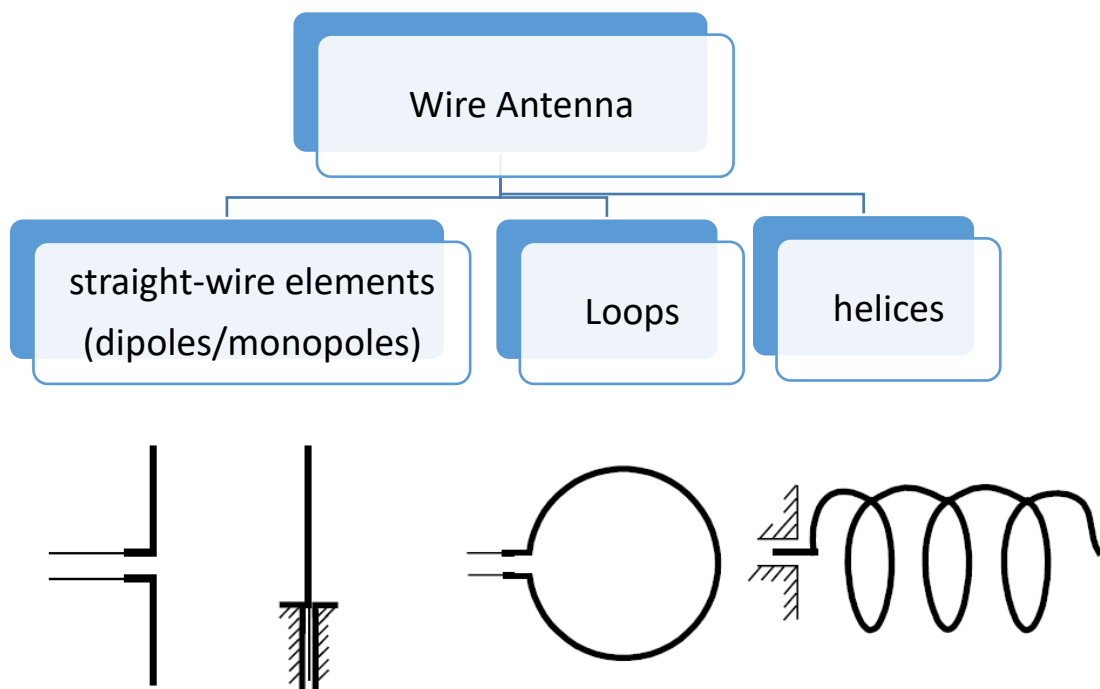 Wire Antenna
straight-wire elements
(dipoles/monopoles)
Loops
helices